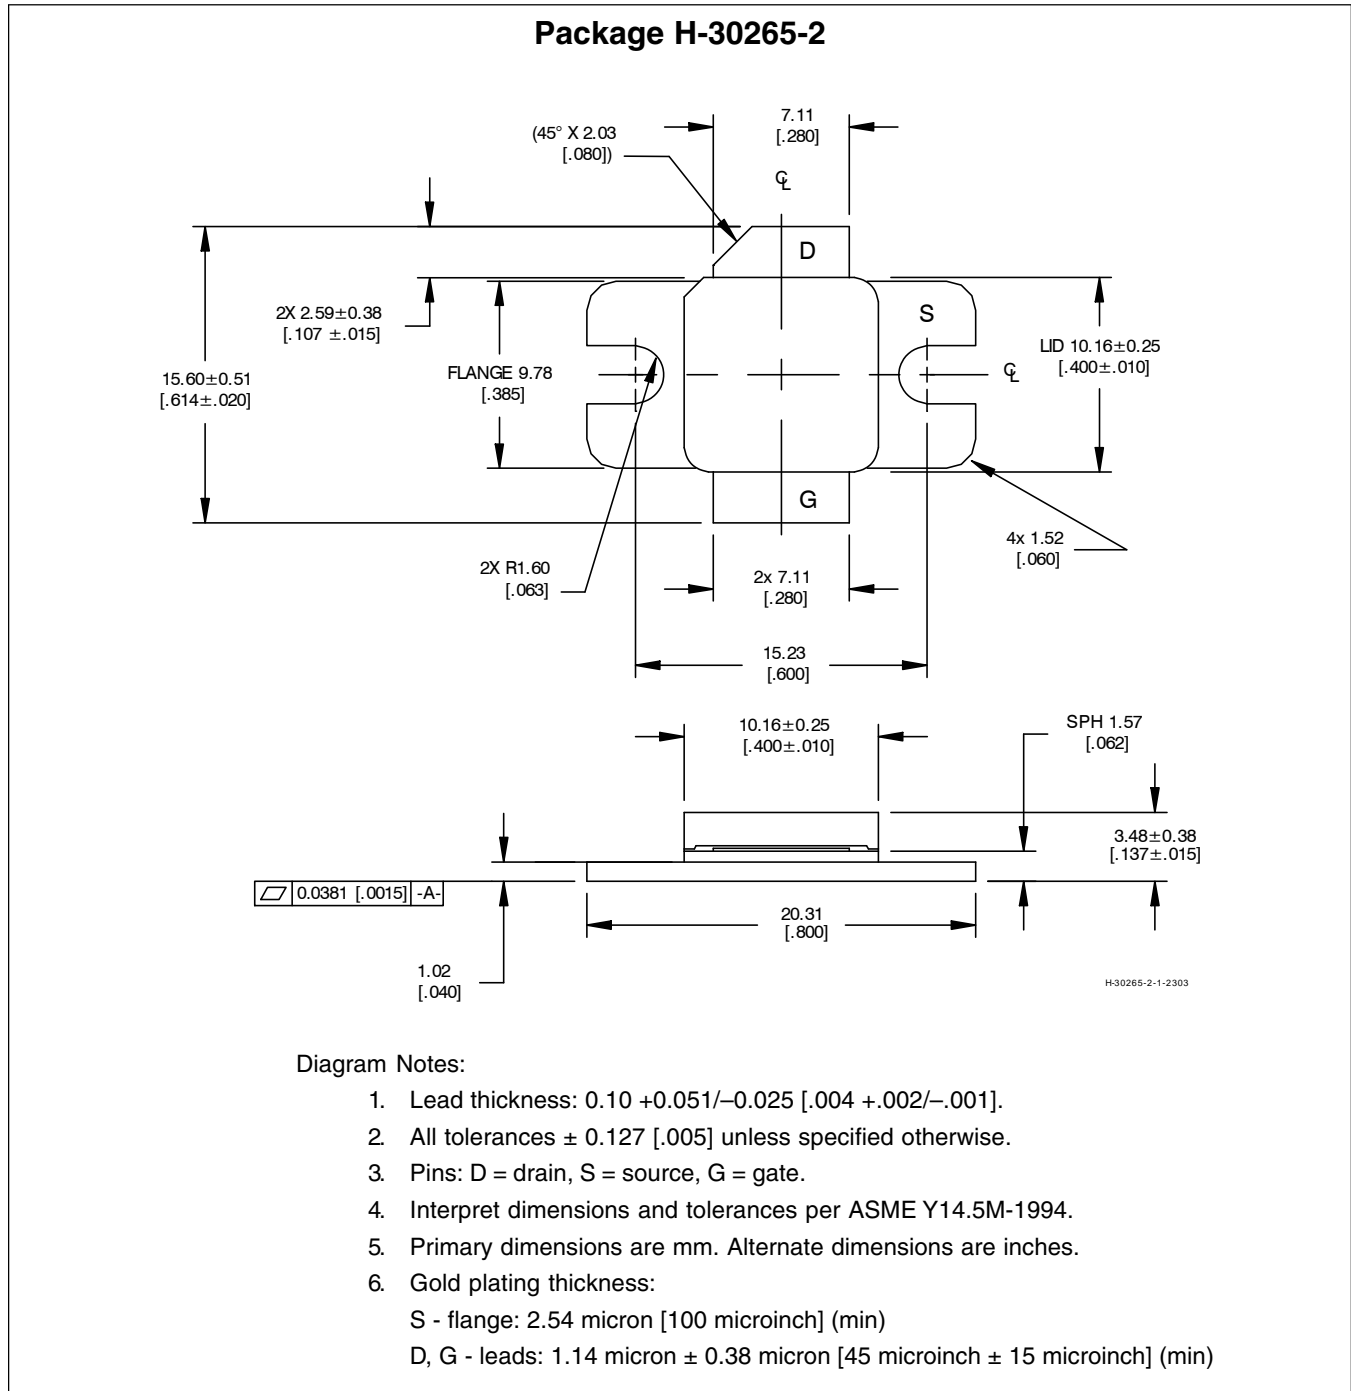 Package H-30265-2
7.11
[.280]
(45° X 2.03
[.080])
℄
D
2X 2.59±0.38
[.107 ±.015]
S
LID 10.16±0.25
[.400±.010]
FLANGE 9.78
[.385]
℄
15.60±0.51
[.614±.020]
G
4x 1.52
[.060]
2X R1.60
[.063]
2x 7.11
[.280]
15.23
[.600]
10.16±0.25
[.400±.010]
SPH 1.57
[.062]
3.48±0.38
[.137±.015]
0.0381 [.0015] -A-
20.31
[.800]
1.02
[.040]
H-30265-2-1-2303
Diagram Notes:
1. Lead thickness: 0.10 +0.051/–0.025 [.004 +.002/–.001].
2. All tolerances ± 0.127 [.005] unless specified otherwise.
3. Pins: D = drain, S = source, G = gate.
4. Interpret dimensions and tolerances per ASME Y14.5M-1994.
5. Primary dimensions are mm. Alternate dimensions are inches.
6. Gold plating thickness:
S - flange: 2.54 micron [100 microinch] (min)
D, G - leads: 1.14 micron ± 0.38 micron [45 microinch ± 15 microinch] (min)